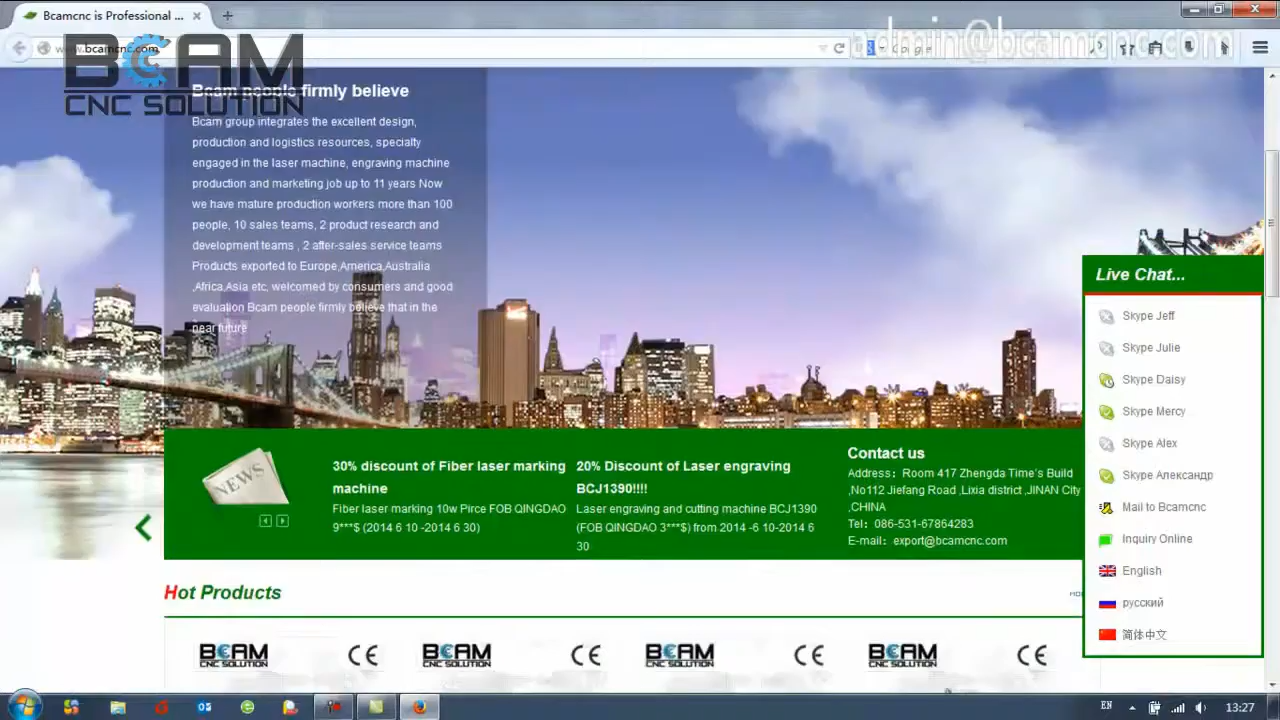 Bcamcnc is Professional ...
www.bcamcnc.com
Google
admin@bcamcnc.com
BCAM
CNC SOLUTION
Bcam people firmly believe
Bcam group integrates the excellent design,
production and logistics resources, specialty
engaged in the laser machine, engraving machine
production and marketing job up to 11 years Now
we have mature production workers more than 100
people, 10 sales teams, 2 product research and
development teams , 2 after-sales service teams
Products exported to Europe,America,Australia
,Africa,Asia etc, welcomed by consumers and good
evaluation Bcam people firmly believe that in the
near future
Live Chat...
Skype Jeff
Skype Julie
Skype Daisy
Skype Mercy
Skype Alex
Skype Александр
Mail to Bcamcnc
Inquiry Online
English
русский
简体中文
NEWS
30% discount of Fiber laser marking
machine
Fiber laser marking 10w Pirce FOB QINGDAO
9***$ (2014 6 10 -2014 6 30)
20% Discount of Laser engraving
BCJ1390!!!!
Laser engraving and cutting machine BCJ1390
(FOB QINGDAO 3***$) from 2014 -6 10-2014 6
30
Contact us
Address: Room 417 Zhengda Time's Build
,No112 Jiefang Road ,Lixia district ,JINAN City
,CHINA
Tel: 086-531-67864283
E-mail: export@bcamcnc.com
Hot Products
BCAM CE BCAM CE BCAM CE BCAM CE
CNC SOLUTION CNC SOLUTION CNC SOLUTION CNC SOLUTION
EN 13:27